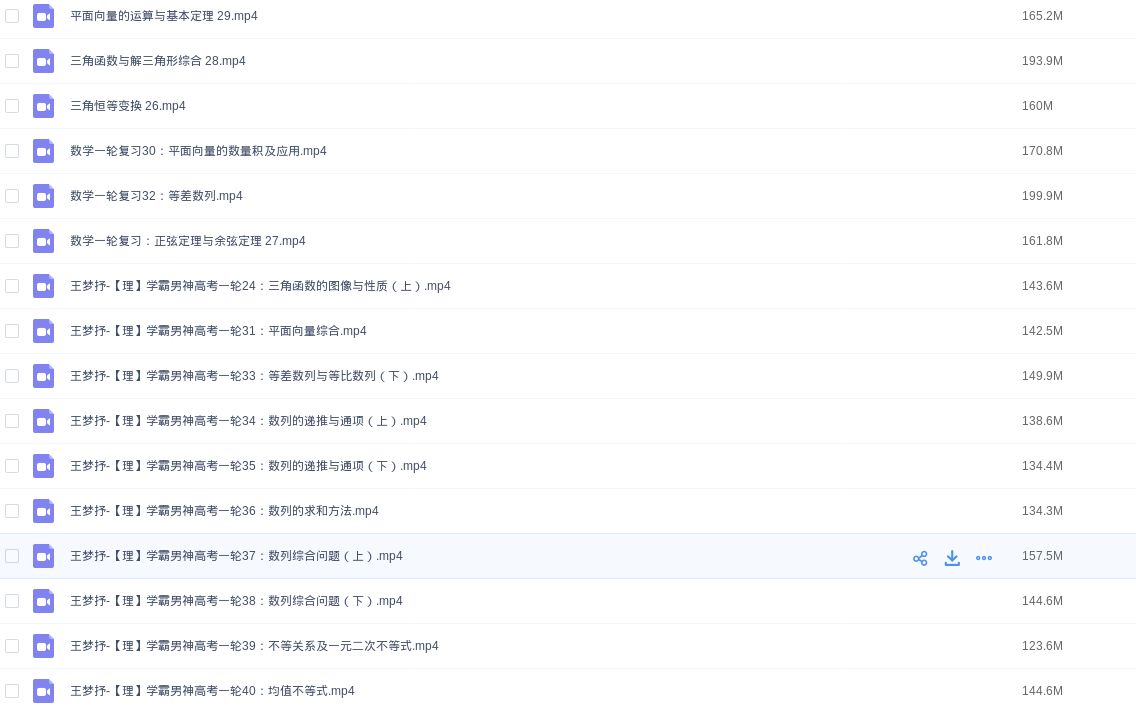 平面向量的运算与基本定理 29.mp4 165.2M
三角函数与解三角形综合 28.mp4 193.9M
三角恒等变换 26.mp4 160M
数学一轮复习30：平面向量的数量积及应用.mp4 170.8M
数学一轮复习32：等差数列.mp4 199.9M
数学一轮复习：正弦定理与余弦定理 27.mp4 161.8M
王梦抒-【理】学霸男神高考一轮24：三角函数的图像与性质（上）.mp4 143.6M
王梦抒-【理】学霸男神高考一轮31：平面向量综合.mp4 142.5M
王梦抒-【理】学霸男神高考一轮33：等差数列与等比数列（下）.mp4 149.9M
王梦抒-【理】学霸男神高考一轮34：数列的递推与通项（上）.mp4 138.6M
王梦抒-【理】学霸男神高考一轮35：数列的递推与通项（下）.mp4 134.4M
王梦抒-【理】学霸男神高考一轮36：数列的求和方法.mp4 134.3M
王梦抒-【理】学霸男神高考一轮37：数列综合问题（上）.mp4 157.5M
王梦抒-【理】学霸男神高考一轮38：数列综合问题（下）.mp4 144.6M
王梦抒-【理】学霸男神高考一轮39：不等关系及一元二次不等式.mp4 123.6M
王梦抒-【理】学霸男神高考一轮40：均值不等式.mp4 144.6M